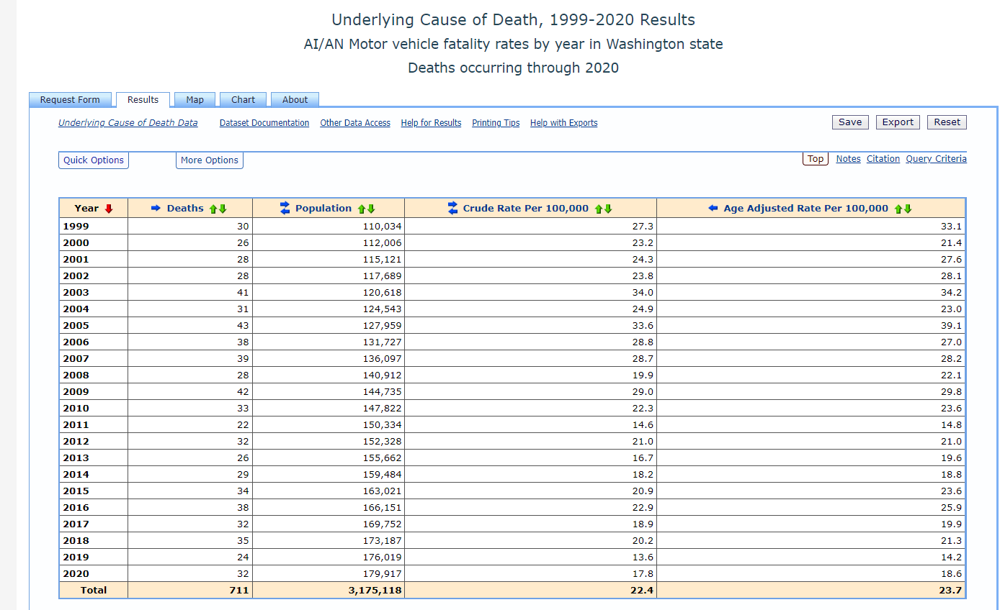 Underlying Cause of Death, 1999-2020 Results
AI/AN Motor vehicle fatality rates by year in Washington state
Deaths occurring through 2020
Request Form Results Map Chart About
Underlying Cause of Death Data Dataset Documentation Other Data Access Help for Results Printing Tips Help with Exports Save Export Reset
Quick Options More Options Top Notes Citation Query Criteria
Year Deaths Population Crude Rate Per 100,000 Age Adjusted Rate Per 100,000
1999 30 110,034 27.3 33.1
2000 26 112,006 23.2 21.4
2001 28 115,121 24.3 27.6
2002 28 117,689 23.8 28.1
2003 41 120,618 34.0 34.2
2004 31 124,543 24.9 23.0
2005 43 127,959 33.6 39.1
2006 38 131,727 28.8 27.0
2007 39 136,097 28.7 28.2
2008 28 140,912 19.9 22.1
2009 42 144,735 29.0 29.8
2010 33 147,822 22.3 23.6
2011 22 150,334 14.6 14.8
2012 32 152,328 21.0 21.0
2013 26 155,662 16.7 19.6
2014 29 159,484 18.2 18.8
2015 34 163,021 20.9 23.6
2016 38 166,151 22.9 25.9
2017 32 169,752 18.9 19.9
2018 35 173,187 20.2 21.3
2019 24 176,019 13.6 14.2
2020 32 179,917 17.8 18.6
Total 711 3,175,118 22.4 23.7